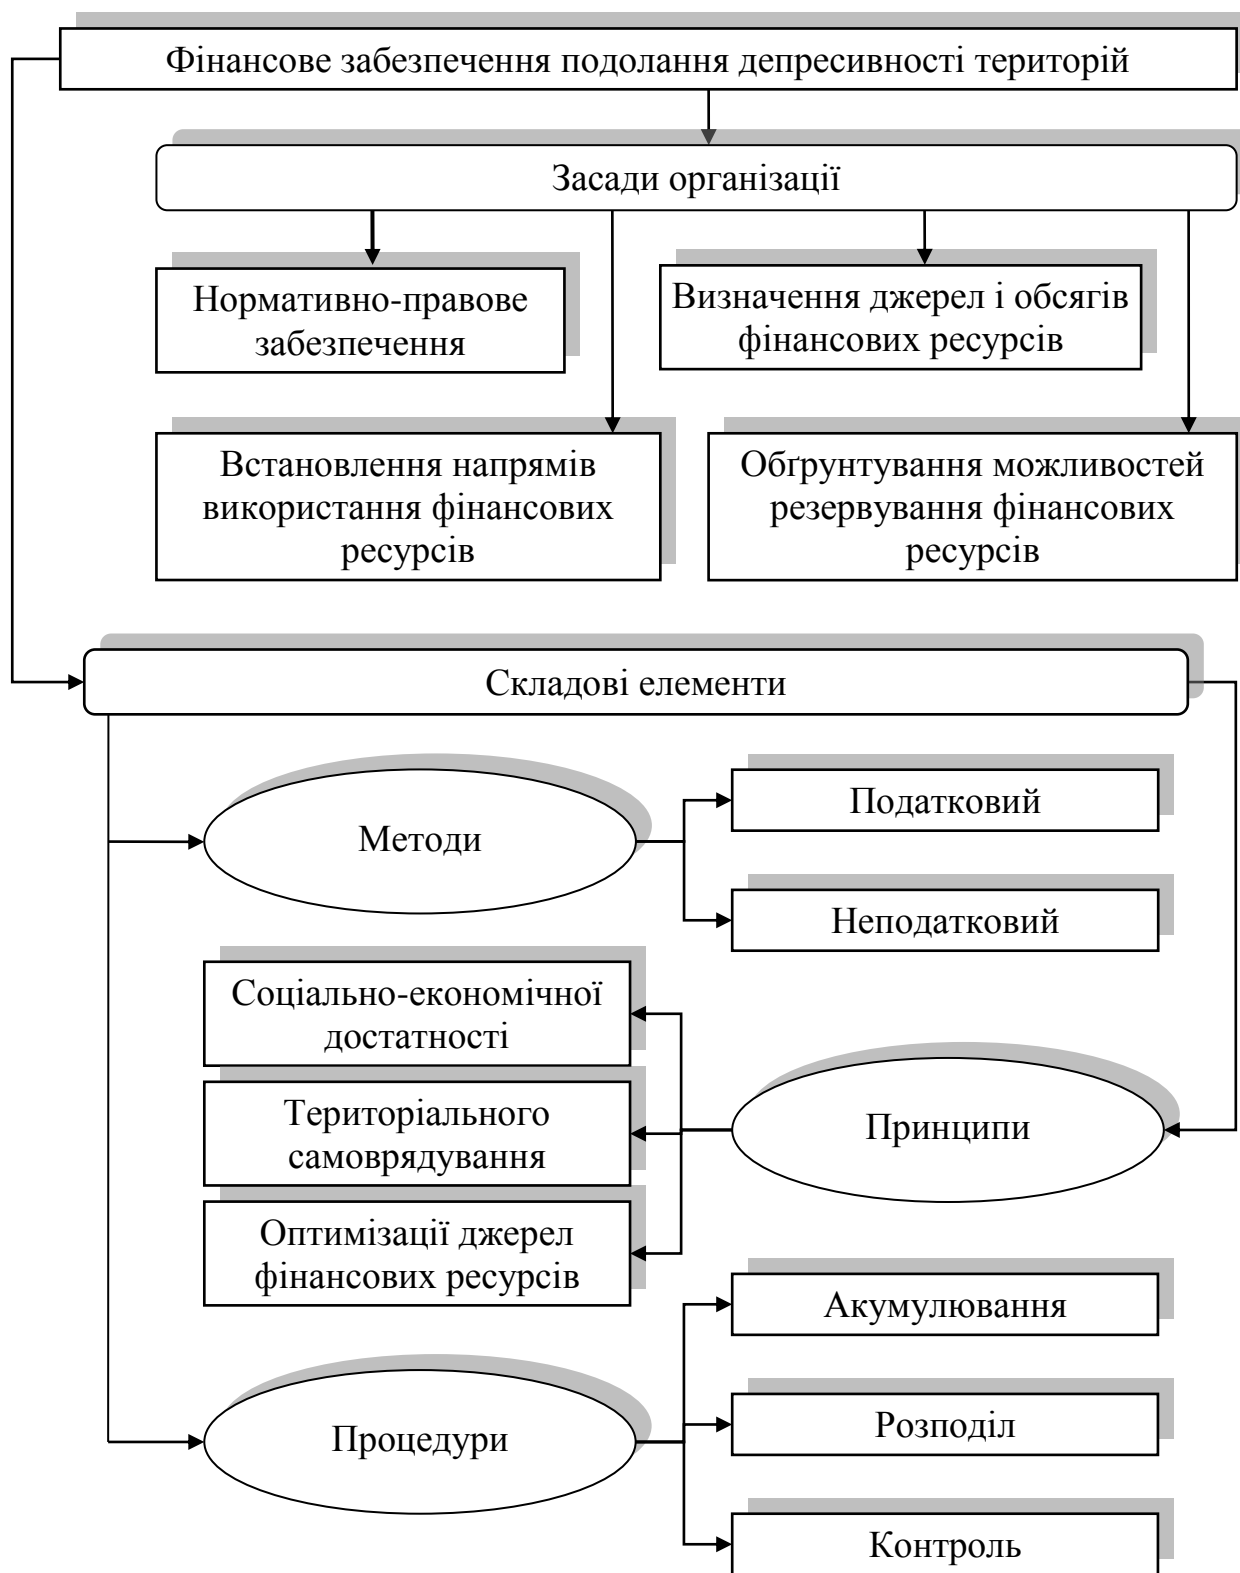 Фінансове забезпечення подолання депресивності територій
Засади організації
Нормативно-правове
забезпечення
Визначення джерел і обсягів
фінансових ресурсів
Встановлення напрямів
використання фінансових
ресурсів
Обґрунтування можливостей
резервування фінансових
ресурсів
Складові елементи
Методи
Податковий
Неподатковий
Соціально-економічної
достатності
Територіального
самоврядування
Оптимізації джерел
фінансових ресурсів
Принципи
Процедури
Акумулювання
Розподіл
Контроль